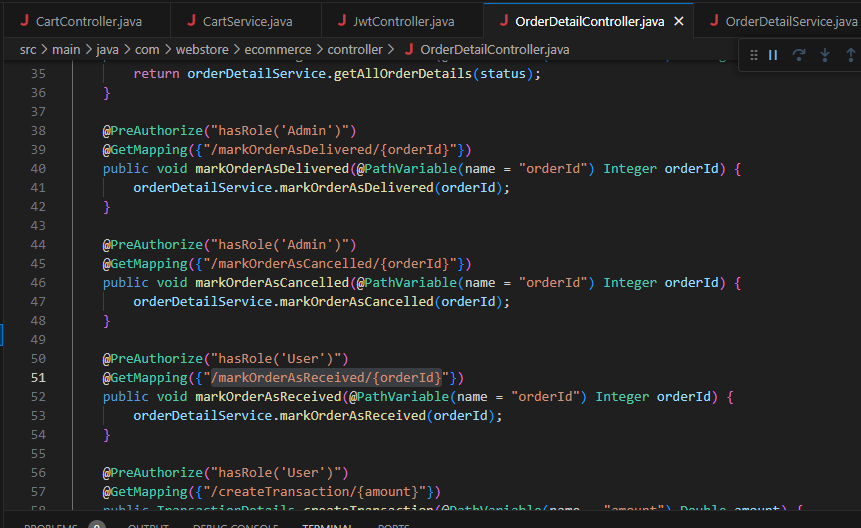 CartController.java CartService.java JwtController.java OrderDetailController.java OrderDetailService.java
src > main > java > com > webstore > ecommerce > controller > OrderDetailController.java
35 return orderDetailService.getAllOrderDetails(status);
36 }
37
38 @PreAuthorize("hasRole('Admin')")
39 @GetMapping({"/markOrderAsDelivered/{orderId}"})
40 public void markOrderAsDelivered(@PathVariable(name = "orderId") Integer orderId) {
41 orderDetailService.markOrderAsDelivered(orderId);
42 }
43
44 @PreAuthorize("hasRole('Admin')")
45 @GetMapping({"/markOrderAsCancelled/{orderId}"})
46 public void markOrderAsCancelled(@PathVariable(name = "orderId") Integer orderId) {
47 orderDetailService.markOrderAsCancelled(orderId);
48 }
49
50 @PreAuthorize("hasRole('User')")
51 @GetMapping({"/markOrderAsReceived/{orderId}"})
52 public void markOrderAsReceived(@PathVariable(name = "orderId") Integer orderId) {
53 orderDetailService.markOrderAsReceived(orderId);
54 }
55
56 @PreAuthorize("hasRole('User')")
57 @GetMapping({"/createTransaction/{amount}"})
58 public TransactionDetails createTransaction(@PathVariable(name = "amount") Double amount) {
PROBLEMS OUTPUT DEBUG CONSOLE TERMINAL PORTS